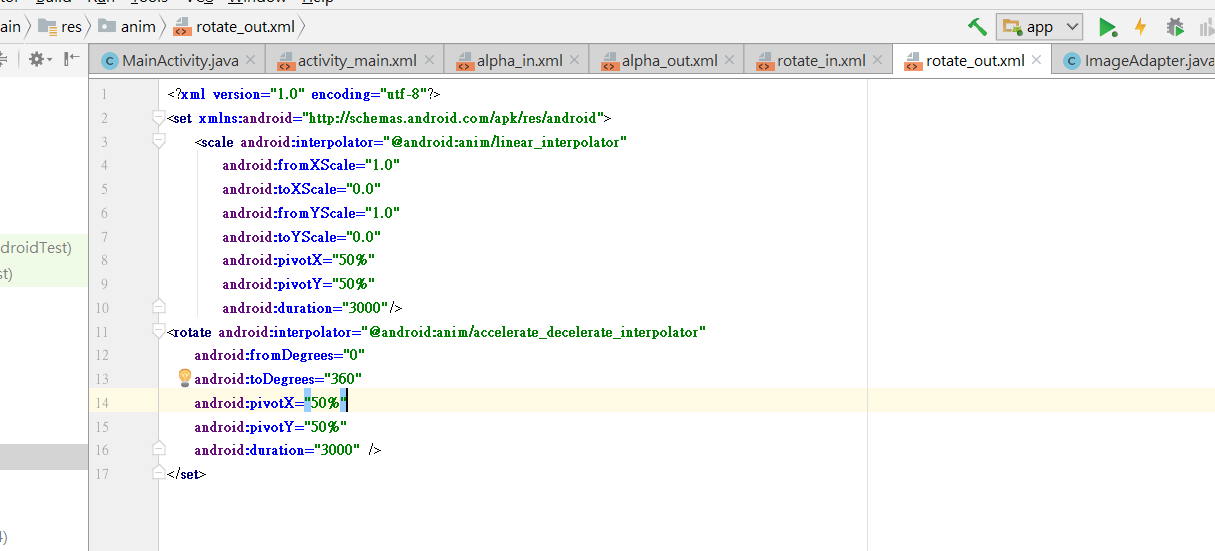 ain res anim rotate_out.xml app
MainActivity.java activity_main.xml alpha_in.xml alpha_out.xml rotate_in.xml rotate_out.xml ImageAdapter.java
1 <?xml version="1.0" encoding="utf-8"?>
2 <set xmlns:android="http://schemas.android.com/apk/res/android">
3 <scale android:interpolator="@android:anim/linear_interpolator"
4 android:fromXScale="1.0"
5 android:toXScale="0.0"
6 android:fromYScale="1.0"
7 android:toYScale="0.0"
8 android:pivotX="50%"
9 android:pivotY="50%"
10 android:duration="3000"/>
11 <rotate android:interpolator="@android:anim/accelerate_decelerate_interpolator"
12 android:fromDegrees="0"
13 android:toDegrees="360"
14 android:pivotX="50%"
15 android:pivotY="50%"
16 android:duration="3000" />
17 </set>
droidTest)
st)
4)